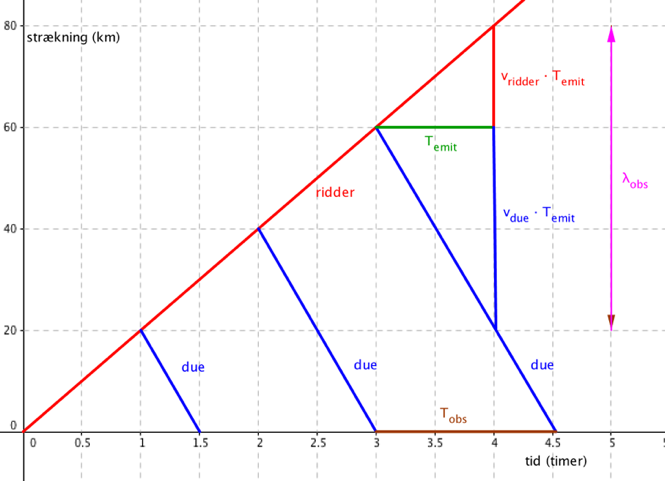 80
strækning (km)
v_ridder · T_emit
60
T_emit
λ_obs
ridder
v_due · T_emit
40
20
due
due
due
T_obs
0
0
0.5
1
1.5
2
2.5
3
3.5
4
4.5
5
tid (timer)